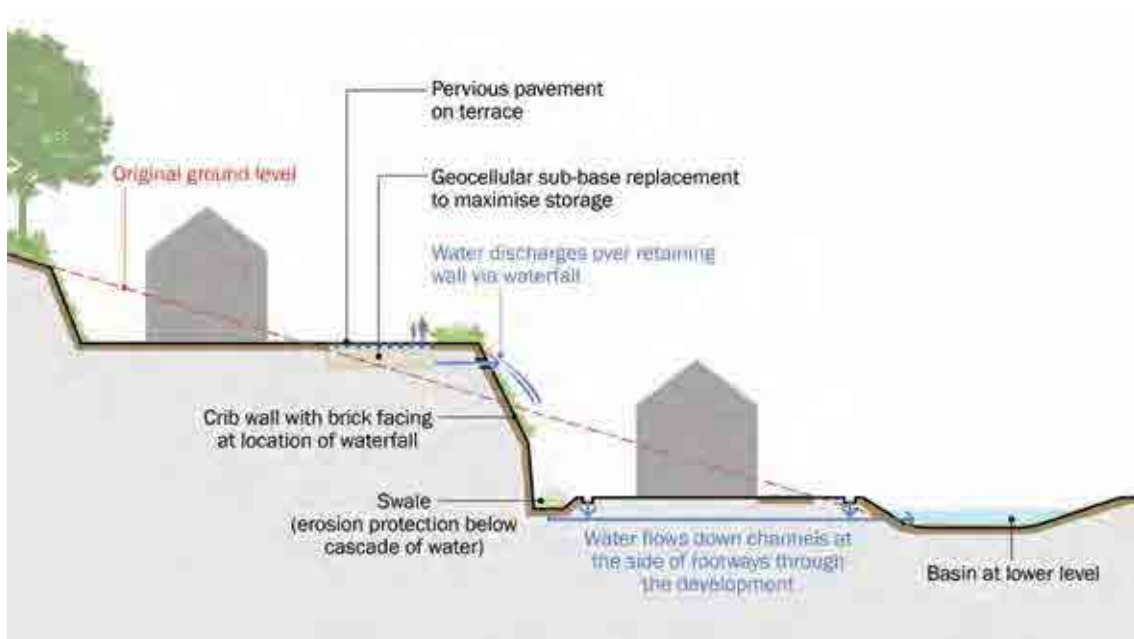 Pervious pavement
on terrace
Original ground level
Geocellular sub-base replacement
to maximise storage
Water discharges over retaining
wall via waterfall
Crib wall with brick facing
at location of waterfall
Swale
(erosion protection below
cascade of water)
Water flows down channels at
the side of footways through
the development
Basin at lower level